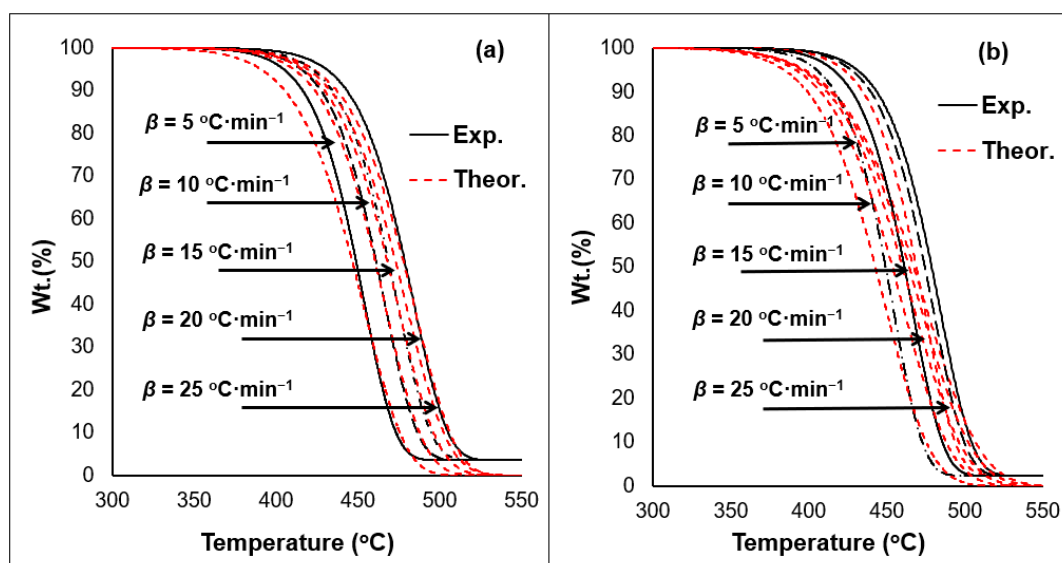 (a)
100
90
80
70
60
50
40
30
20
10
0
Wt.(%)
β = 5 °C·min⁻¹
β = 10 °C·min⁻¹
β = 15 °C·min⁻¹
β = 20 °C·min⁻¹
β = 25 °C·min⁻¹
Exp.
Theor.
300 350 400 450 500 550
Temperature (°C)
(b)
100
90
80
70
60
50
40
30
20
10
0
Wt.(%)
β = 5 °C·min⁻¹
β = 10 °C·min⁻¹
β = 15 °C·min⁻¹
β = 20 °C·min⁻¹
β = 25 °C·min⁻¹
Exp.
Theor.
300 350 400 450 500 550
Temperature (°C)